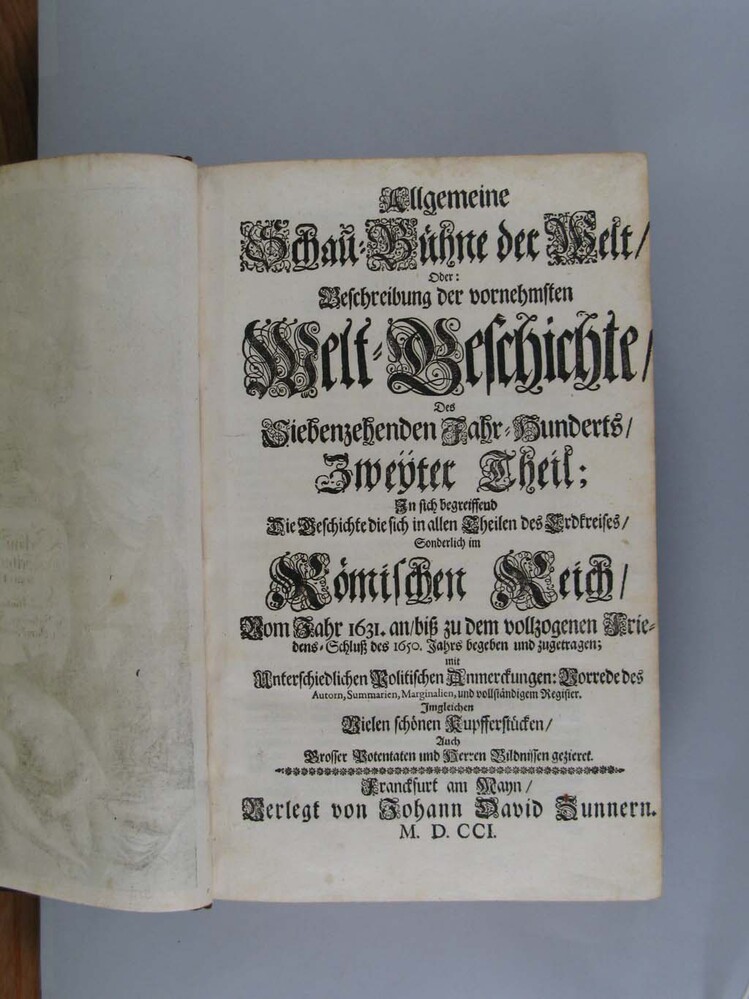 Allgemeine
Schau-Bühne der Welt/
Oder:
Beschreibung der vornehmsten
Welt-Geschichte/
Des
Siebenzehenden Jahr-Hunderts/
Zweÿter Theil;
In sich begreiffend
Die Geschichte die sich in allen Theilen des Erdkreises/
Sonderlich im
Römischen Reich/
Vom Jahr 1631. an/biß zu dem vollzogenen Frie-
dens-Schluß des 1650. Jahrs begeben und zugetragen;
mit
Unterschiedlichen Politischen Anmerckungen: Vorrede des
Autorn, Summarien, Marginalien, und vollständigem Register.
Imgleichen
Vielen schönen Kupfferstücken/
Auch
Grosser Potentaten und Herren Bildnissen gezieret.
Franckfurt am Mayn/
Verlegt von Johann David Zunnern.
M. D. CCI.